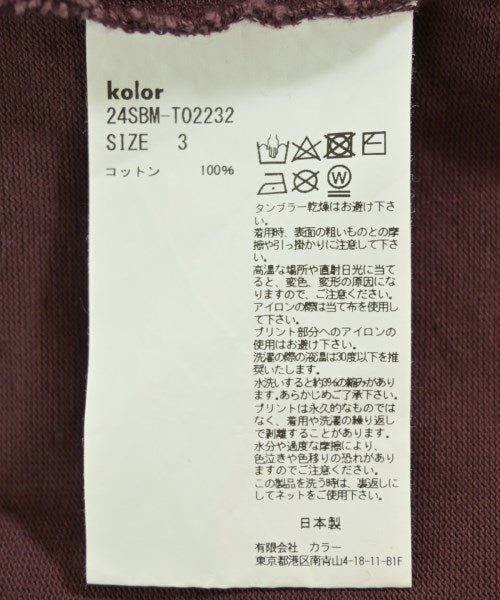 kolor
24SBM-T02232
SIZE 3
コットン 100%
タンブラー乾燥はお避け下さ
い。
着用時、表面の粗いものとの摩
擦や引っ掛かりに注意して下さ
い。
高温な場所や直射日光に当て
ると、変色、変形の原因にな
りますので、ご注意ください。
アイロンの際は当て布を使用し
て下さい。
プリント部分へのアイロンの
使用はお避け下さい。
洗濯の際の液温は30度以下を推
奨いたします。
水洗いすると約3%の縮みがあり
ます。あらかじめご了承下さい。
プリントは永久的なものでは
なく、着用や洗濯の繰り返し
で剥離することがあります。
水分や過度な摩擦により、
色泣きや色移りの恐れがあり
ますのでご注意ください。
この製品を洗う時は、裏返しに
してネットをご使用下さい。
日本製
有限会社 カラー
東京都港区南青山4-18-11-B1F